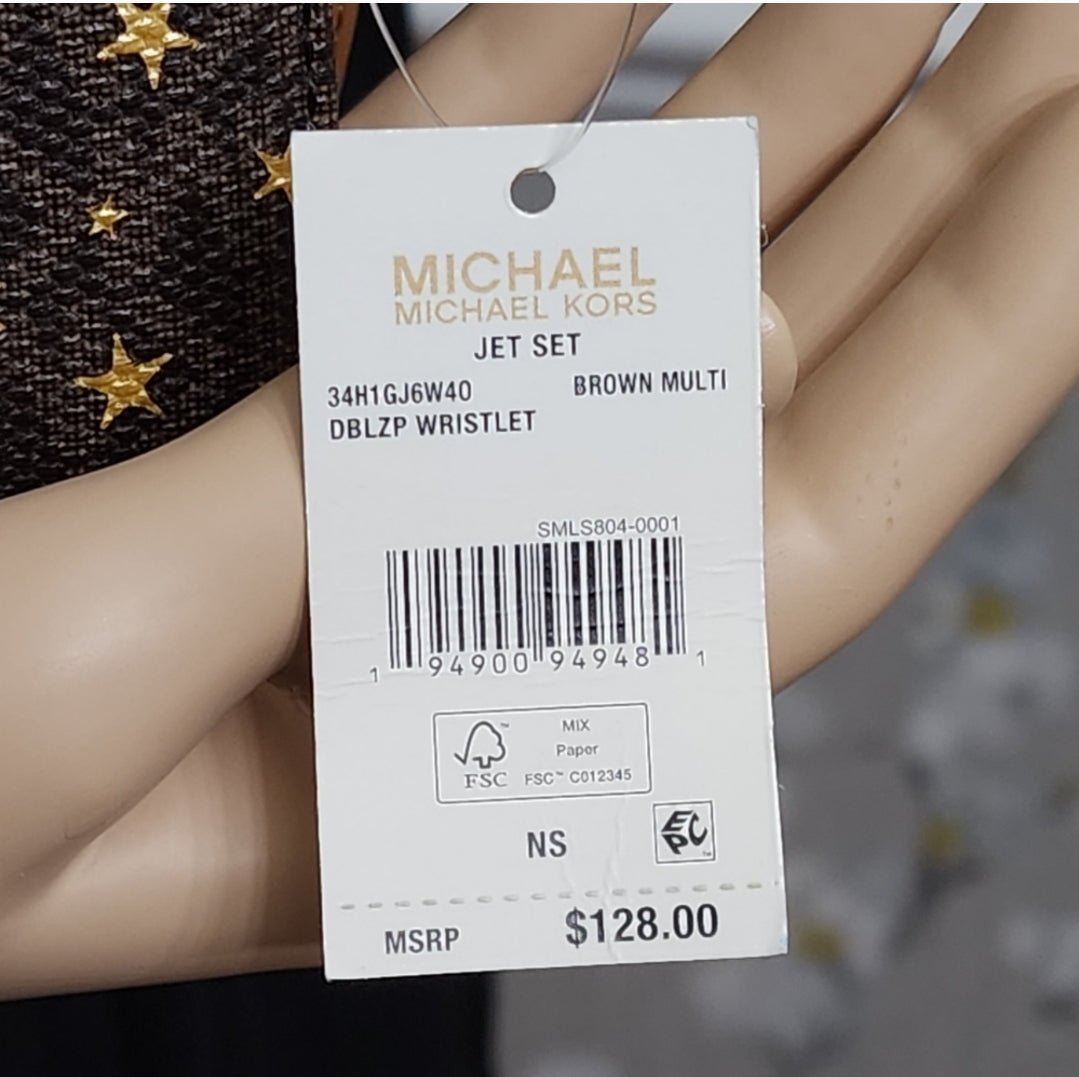 MICHAEL
MICHAEL KORS
JET SET
34H1GJ6W40 BROWN MULTI
DBLZP WRISTLET
SMLS804-0001
1 94900 94948 1
MIX
Paper
FSC™ C012345
FSC
NS
EPC
MSRP $128.00